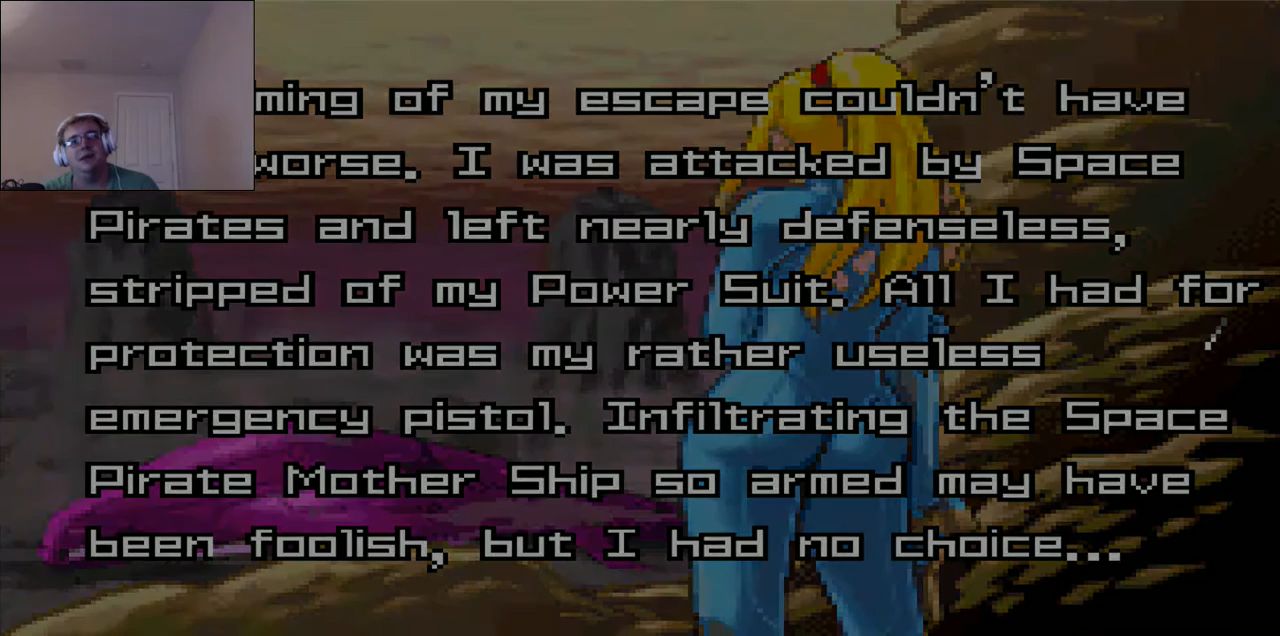 ming of my escape couldn't have
worse. I was attacked by Space
Pirates and left nearly defenseless,
stripped of my Power Suit. All I had for
protection was my rather useless
emergency pistol. Infiltrating the Space
Pirate Mother Ship so armed may have
been foolish, but I had no choice...